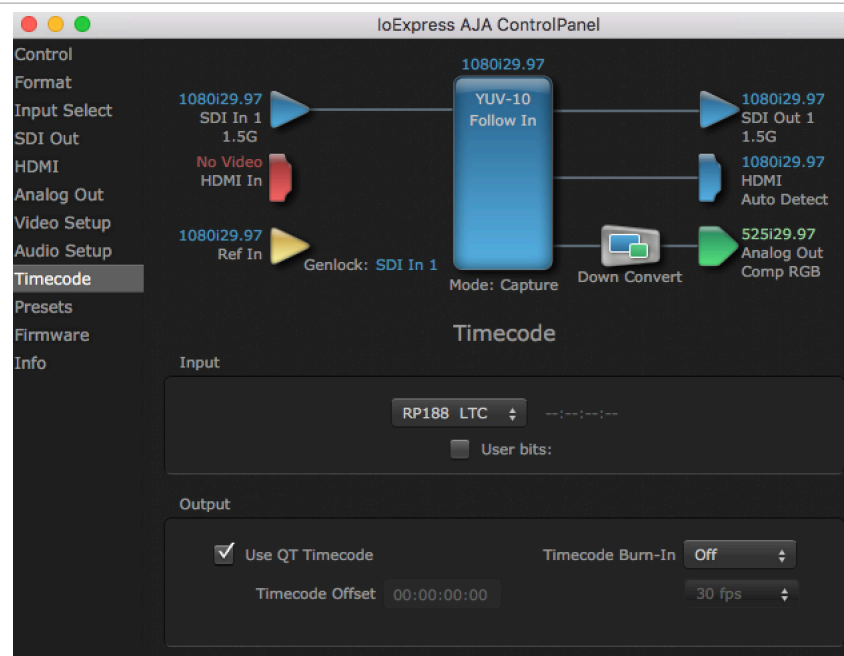 IoExpress AJA ControlPanel
Control
Format
Input Select
SDI Out
HDMI
Analog Out
Video Setup
Audio Setup
Timecode
Presets
Firmware
Info
1080i29.97
SDI In 1
1.5G
No Video
HDMI In
1080i29.97
Ref In
Genlock: SDI In 1
1080i29.97
YUV-10
Follow In
Mode: Capture
Down Convert
1080i29.97
SDI Out 1
1.5G
1080i29.97
HDMI
Auto Detect
525i29.97
Analog Out
Comp RGB
Timecode
Input
RP188 LTC --:--:--:--
User bits:
Output
Use QT Timecode
Timecode Burn-In Off
Timecode Offset 00:00:00:00
30 fps